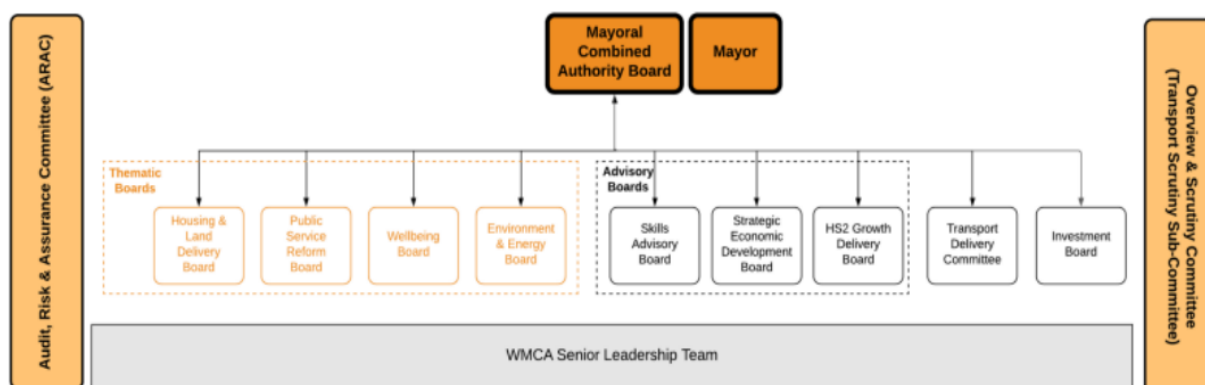 Audit, Risk & Assurance Committee (ARAC)
Mayoral
Combined
Authority Board
Mayor
Thematic
Boards
Housing &
Land
Delivery
Board
Public
Service
Reform
Board
Wellbeing
Board
Environment
& Energy
Board
Advisory
Boards
Skills
Advisory
Board
Strategic
Economic
Development
Board
HS2 Growth
Delivery
Board
Transport
Delivery
Committee
Investment
Board
Overview & Scrutiny Committee
(Transport Scrutiny Sub-Committee)
WMCA Senior Leadership Team